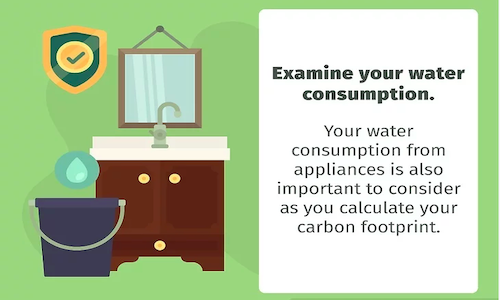 Examine your water
consumption.
Your water
consumption from
appliances is also
important to consider
as you calculate your
carbon footprint.